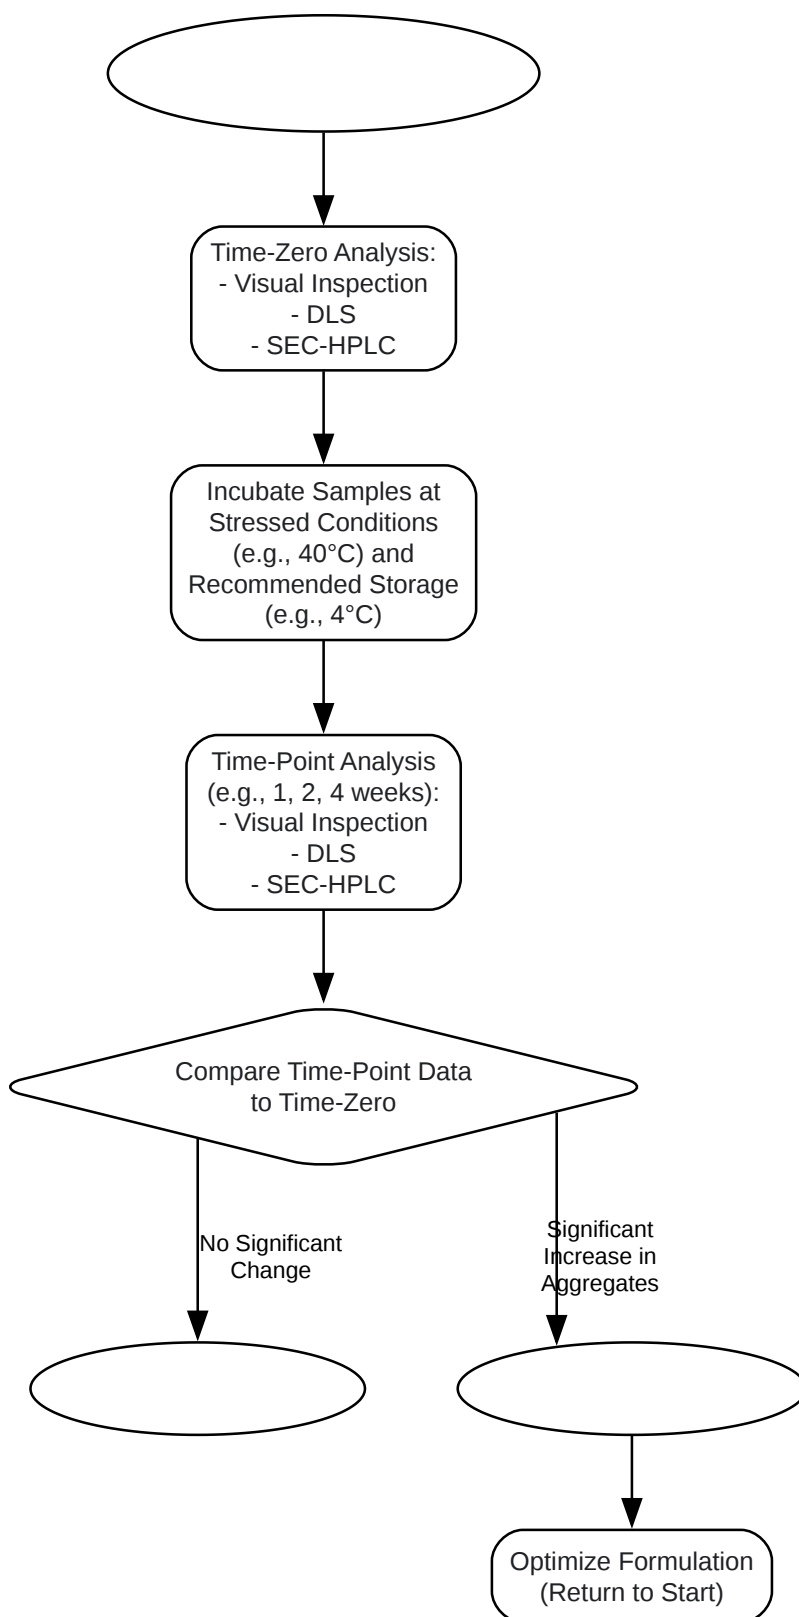 Time-Zero Analysis:
- Visual Inspection
- DLS
- SEC-HPLC
Incubate Samples at
Stressed Conditions
(e.g., 40°C) and
Recommended Storage
(e.g., 4°C)
Time-Point Analysis
(e.g., 1, 2, 4 weeks):
- Visual Inspection
- DLS
- SEC-HPLC
Compare Time-Point Data
to Time-Zero
No Significant
Change
Significant
Increase in
Aggregates
Optimize Formulation
(Return to Start)